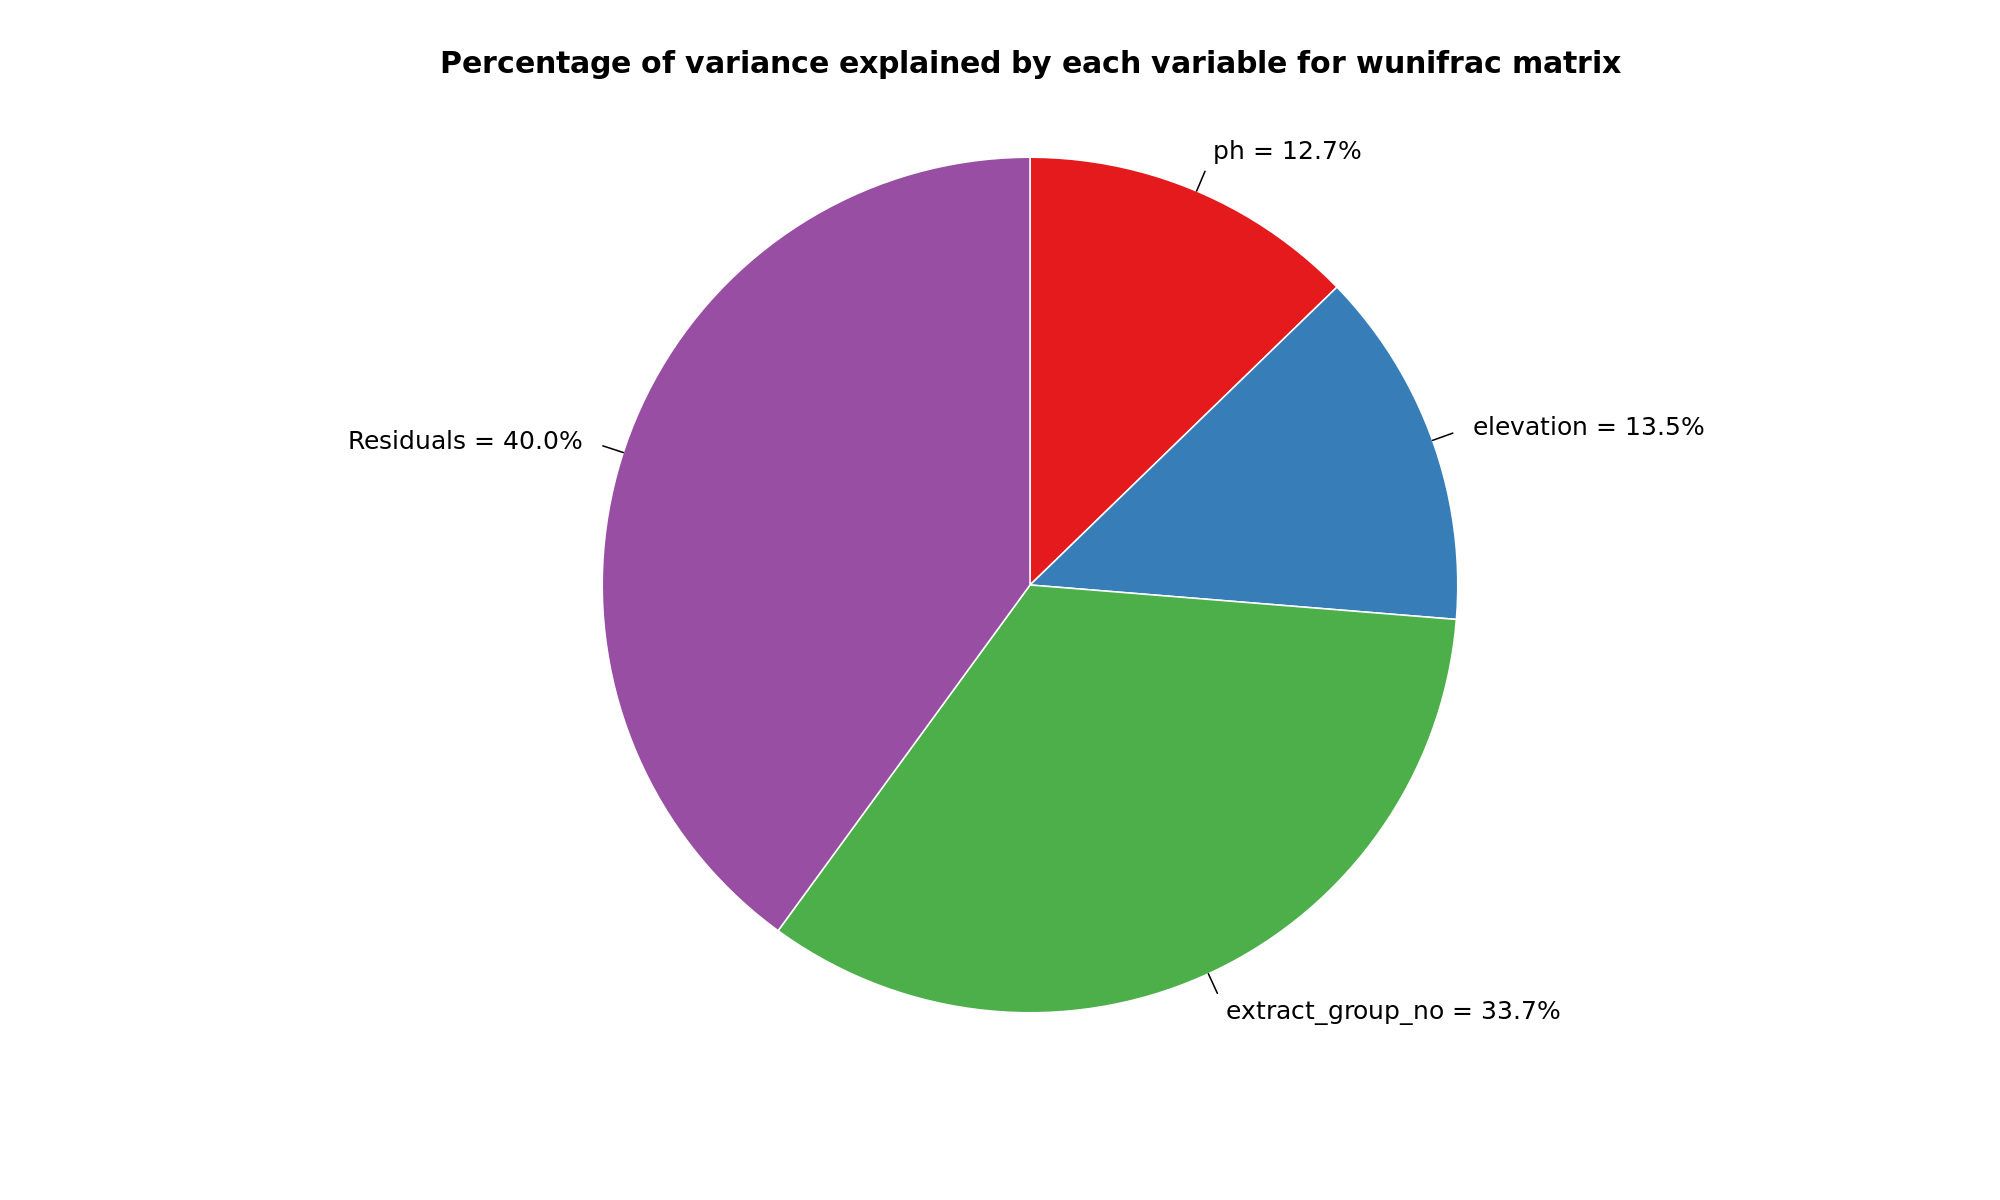 Percentage of variance explained by each variable for wunifrac matrix
ph = 12.7%
elevation = 13.5%
Residuals = 40.0%
extract_group_no = 33.7%